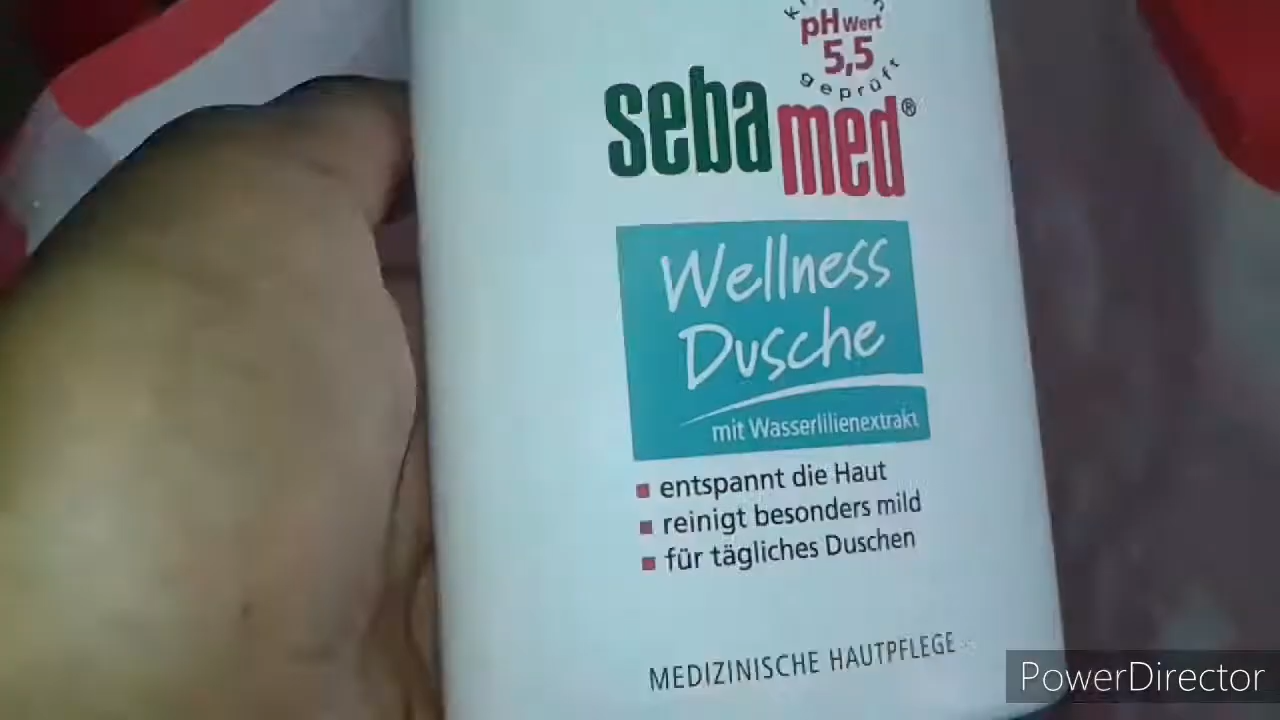 pH Wert
5,5
geprüft
sebamed®
Wellness
Dusche
mit Wasserlilienextrakt
entspannt die Haut
reinigt besonders mild
für tägliches Duschen
MEDIZINISCHE HAUTPFLEGE
PowerDirector